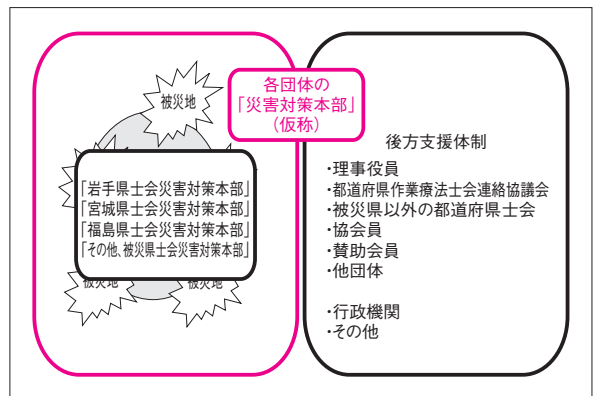 被災地
各団体の
「災害対策本部」
（仮称）
「岩手県士会災害対策本部」
「宮城県士会災害対策本部」
「福島県士会災害対策本部」
「その他、被災県士会災害対策本部」
被災地
被災地
後方支援体制
・理事役員
・都道府県作業療法士会連絡協議会
・被災県以外の都道府県士会
・協会員
・賛助会員
・他団体
・行政機関
・その他